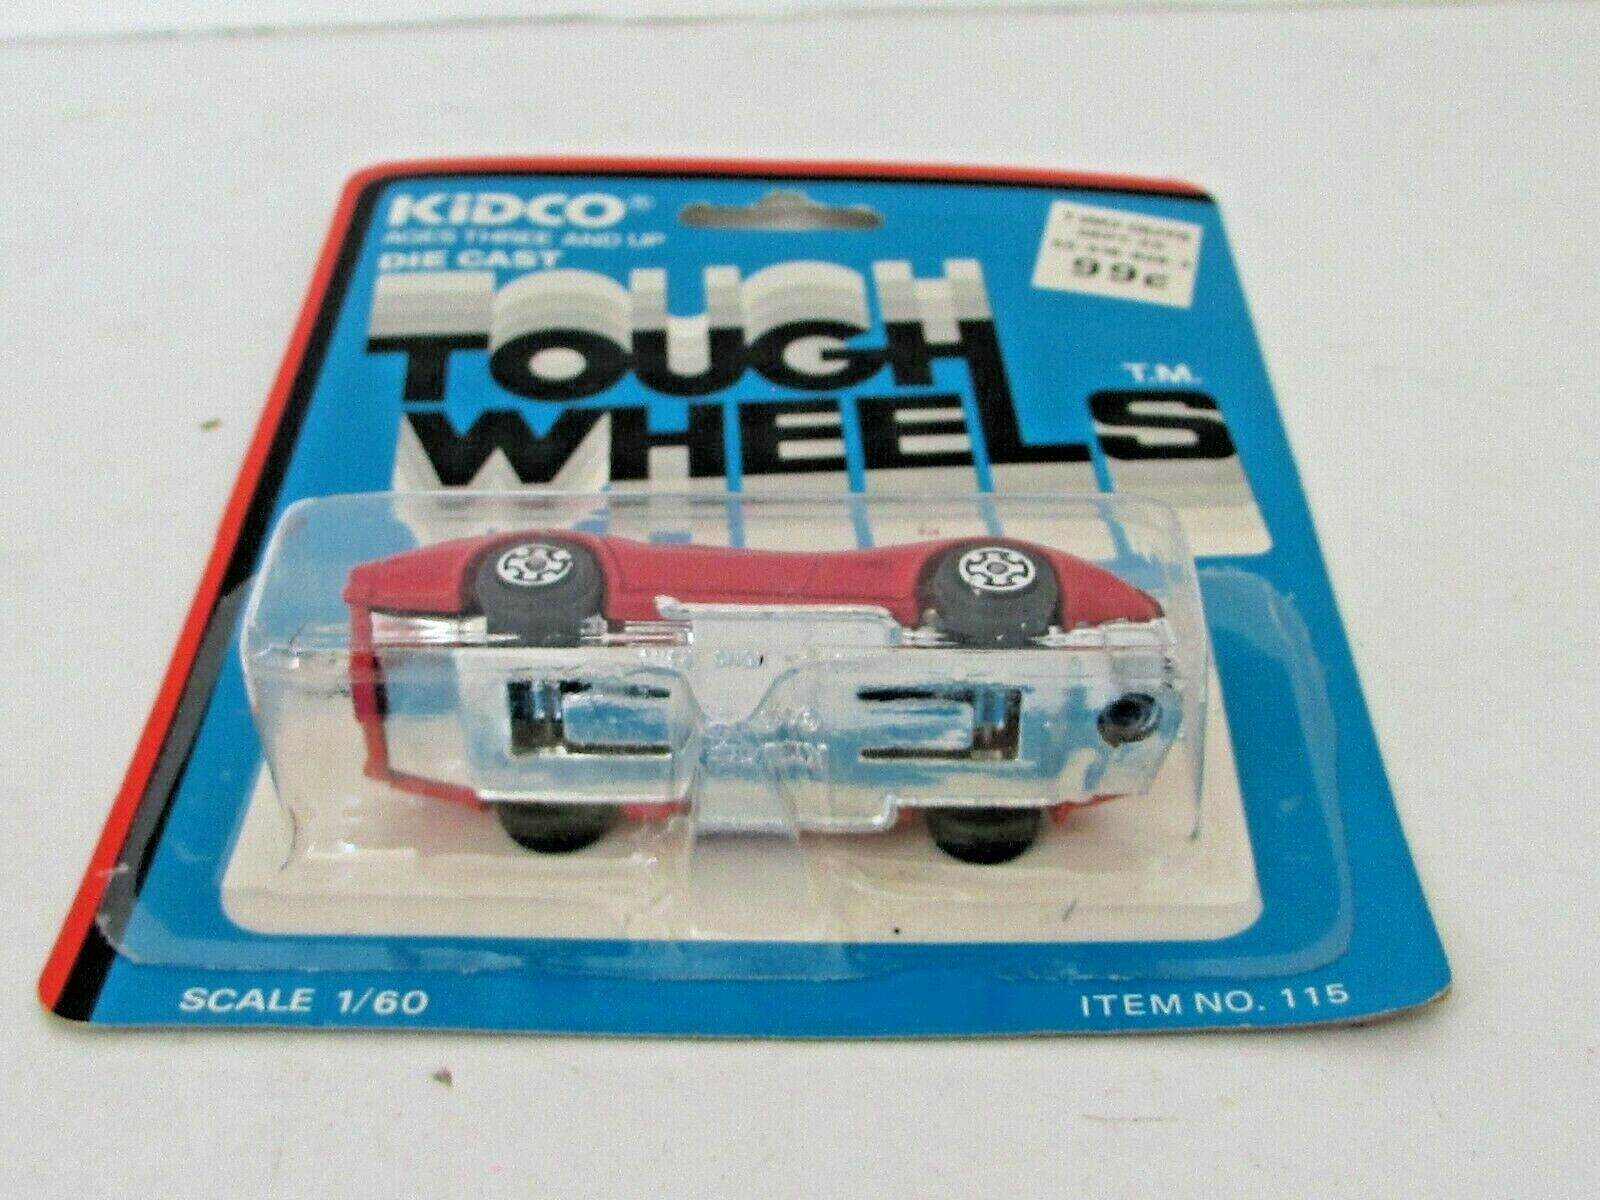 KiDCO®
AGES THREE AND UP
DIE CAST
TOUGH
WHEELS
T.M.
99¢
SCALE 1/60
ITEM NO. 115